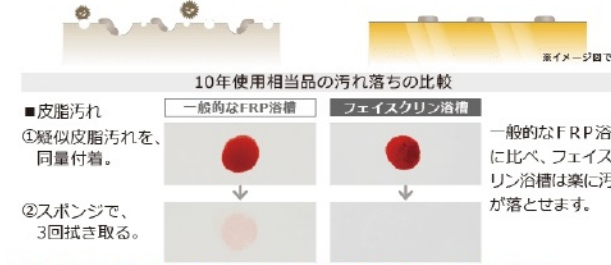 ※イメージ図で
10年使用相当品の汚れ落ちの比較
■皮脂汚れ
一般的なFRP浴槽
フェイスクリン浴槽
①疑似皮脂汚れを、
同量付着。
②スポンジで、
3回拭き取る。
一般的なFRP浴
に比べ、フェイス
リン浴槽は楽に汚
が落とせます。